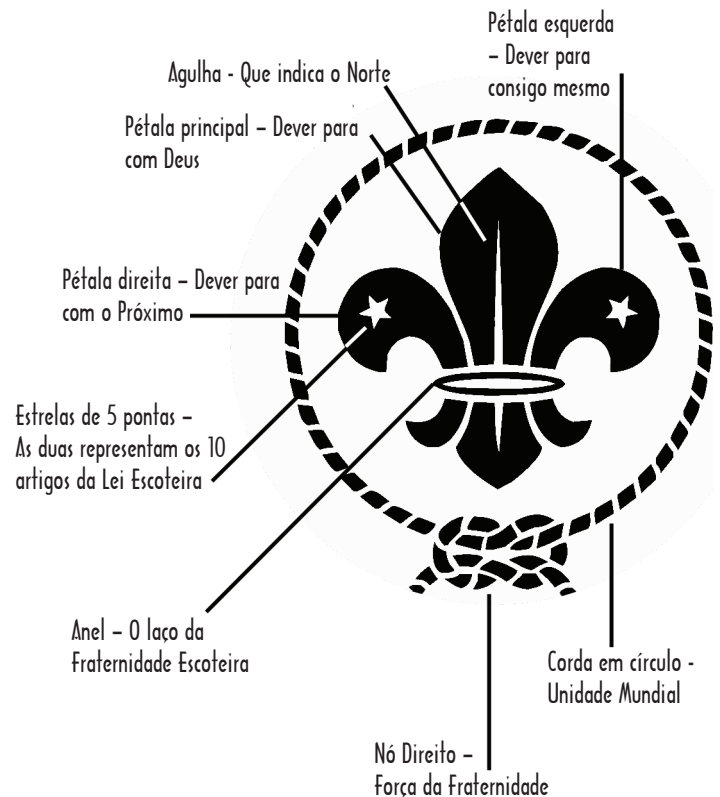 Pétala esquerda
– Dever para
consigo mesmo
Agulha - Que indica o Norte
Pétala principal – Dever para
com Deus
Pétala direita – Dever para
com o Próximo
Estrelas de 5 pontas –
As duas representam os 10
artigos da Lei Escoteira
Anel – O laço da
Fraternidade Escoteira
Corda em círculo -
Unidade Mundial
Nó Direito –
Força da Fraternidade